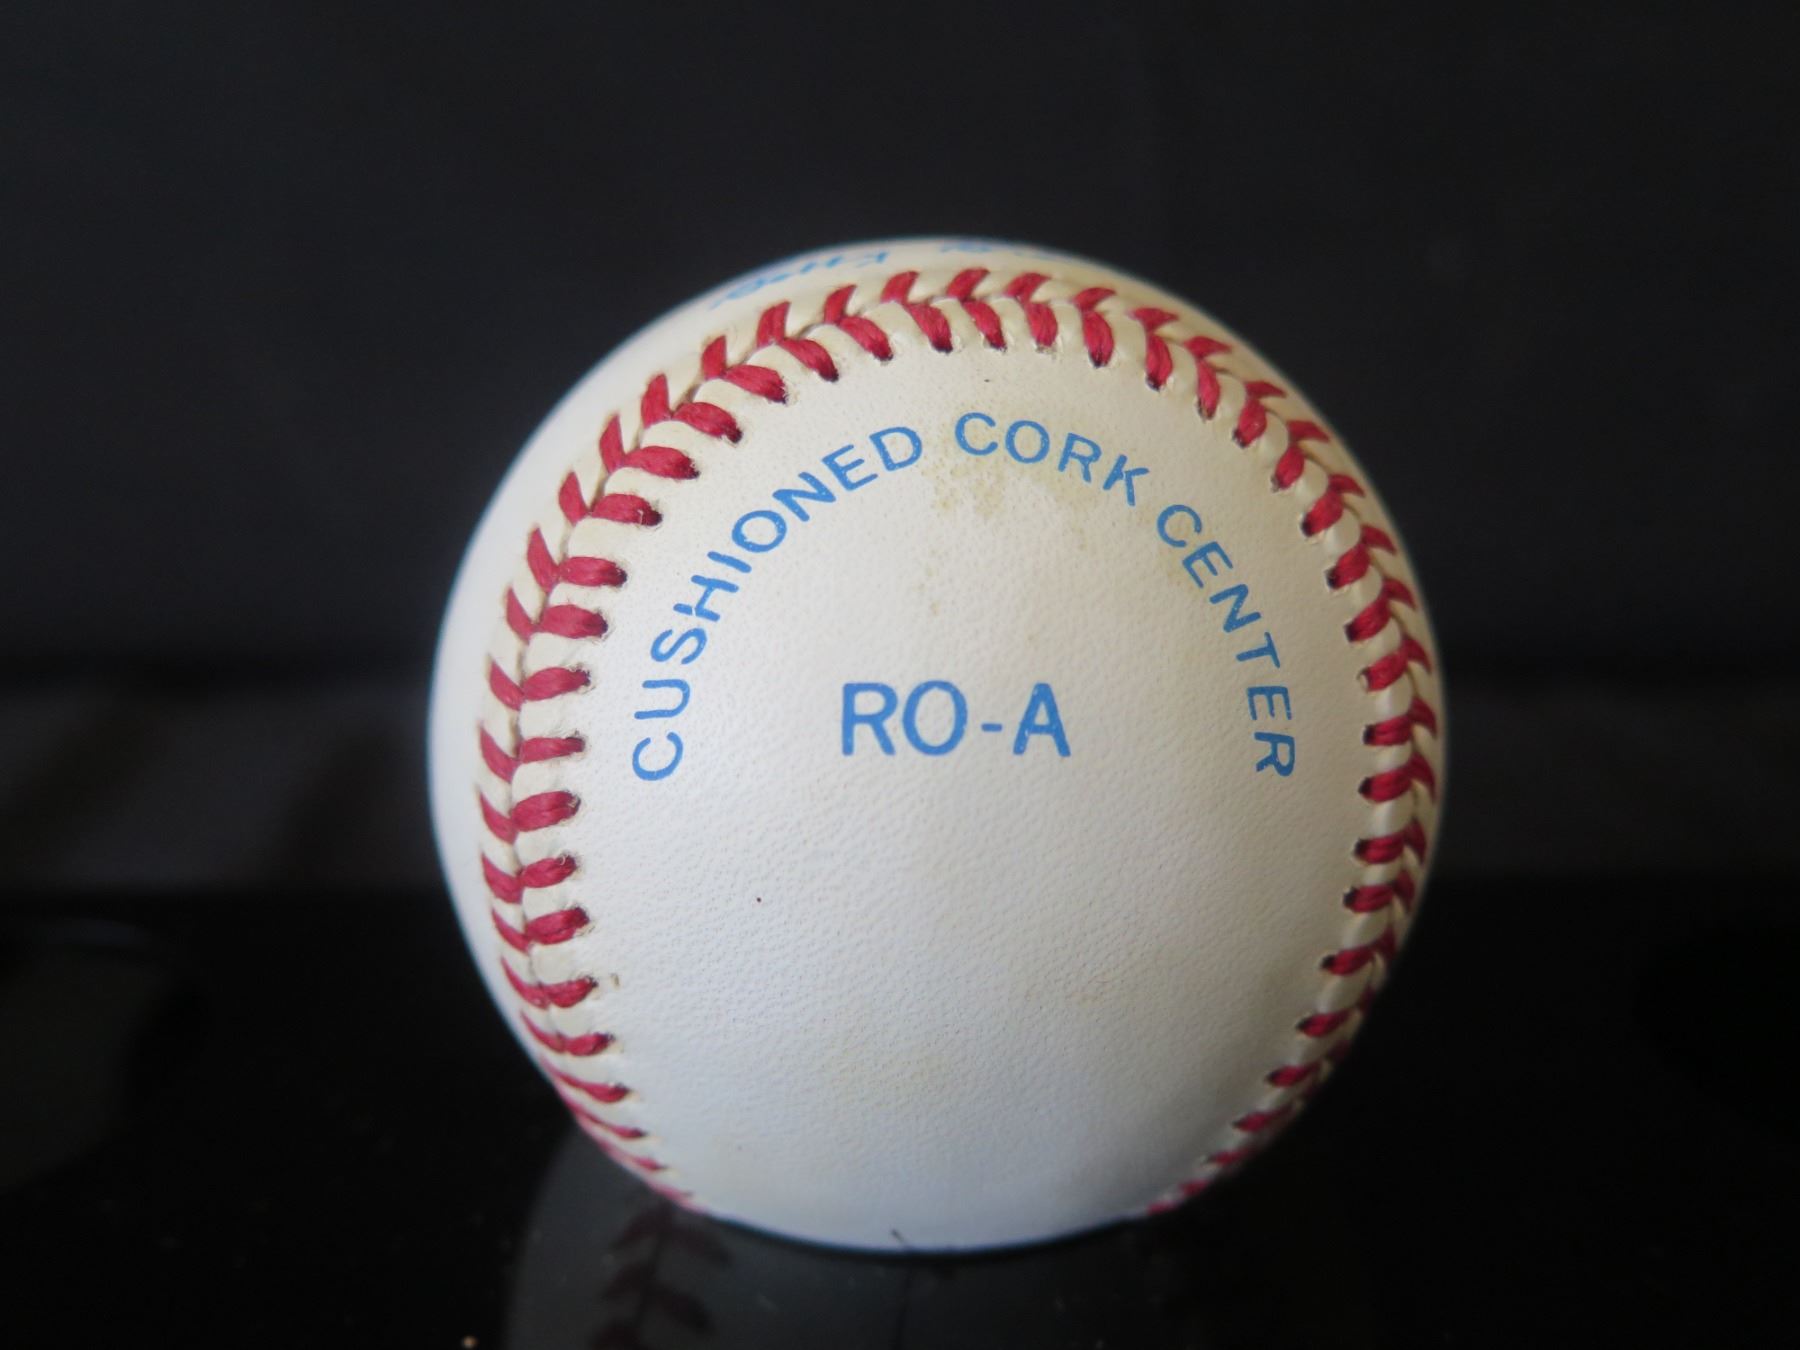 CUSHIONED CORK CENTER
RO-A